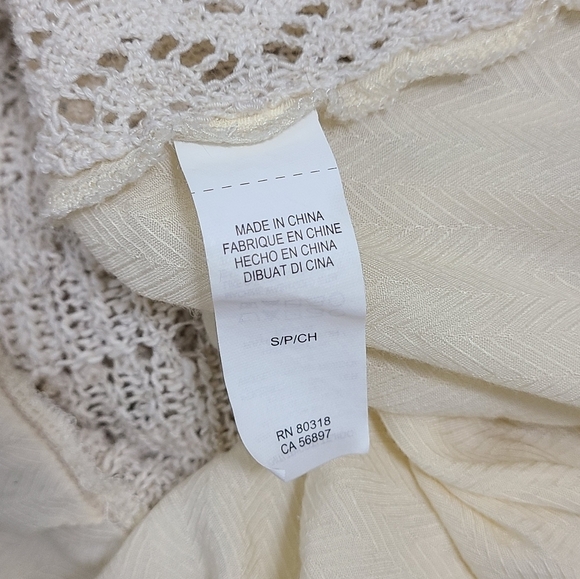 MADE IN CHINA
FABRIQUE EN CHINE
HECHO EN CHINA
DIBUAT DI CINA
S/P/CH
RN 80318
CA 56897